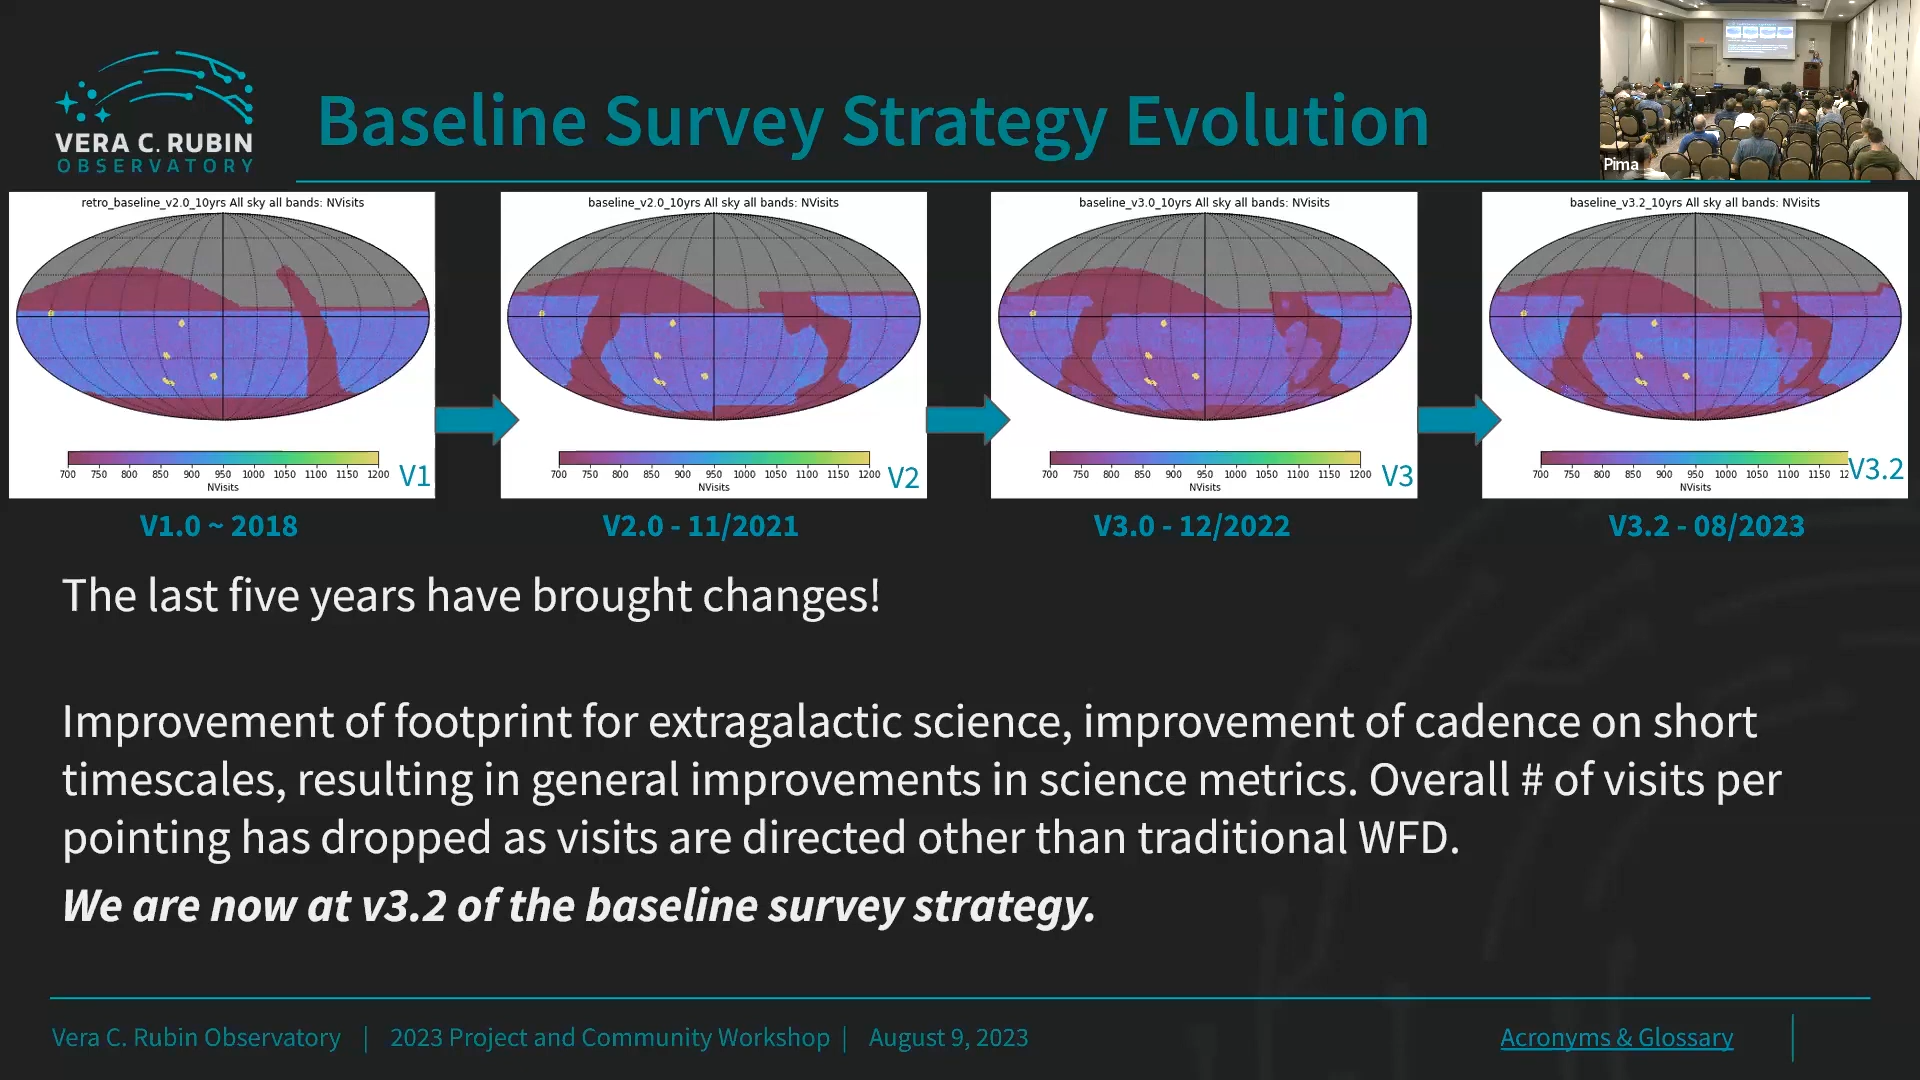 VERA C. RUBIN
OBSERVATORY
Baseline Survey Strategy Evolution
Pima
retro_baseline_v2.0_10yrs All sky all bands: NVisits
700 750 800 850 900 950 1000 1050 1100 1150 1200
NVisits
V1
baseline_v2.0_10yrs All sky all bands: NVisits
700 750 800 850 900 950 1000 1050 1100 1150 1200
NVisits
V2
baseline_v3.0_10yrs All sky all bands: NVisits
700 750 800 850 900 950 1000 1050 1100 1150 1200
NVisits
V3
baseline_v3.2_10yrs All sky all bands: NVisits
700 750 800 850 900 950 1000 1050 1100 1150
NVisits
V3.2
V1.0 ~ 2018
V2.0 - 11/2021
V3.0 - 12/2022
V3.2 - 08/2023
The last five years have brought changes!
Improvement of footprint for extragalactic science, improvement of cadence on short
timescales, resulting in general improvements in science metrics. Overall # of visits per
pointing has dropped as visits are directed other than traditional WFD.
We are now at v3.2 of the baseline survey strategy.
Vera C. Rubin Observatory | 2023 Project and Community Workshop | August 9, 2023
Acronyms & Glossary